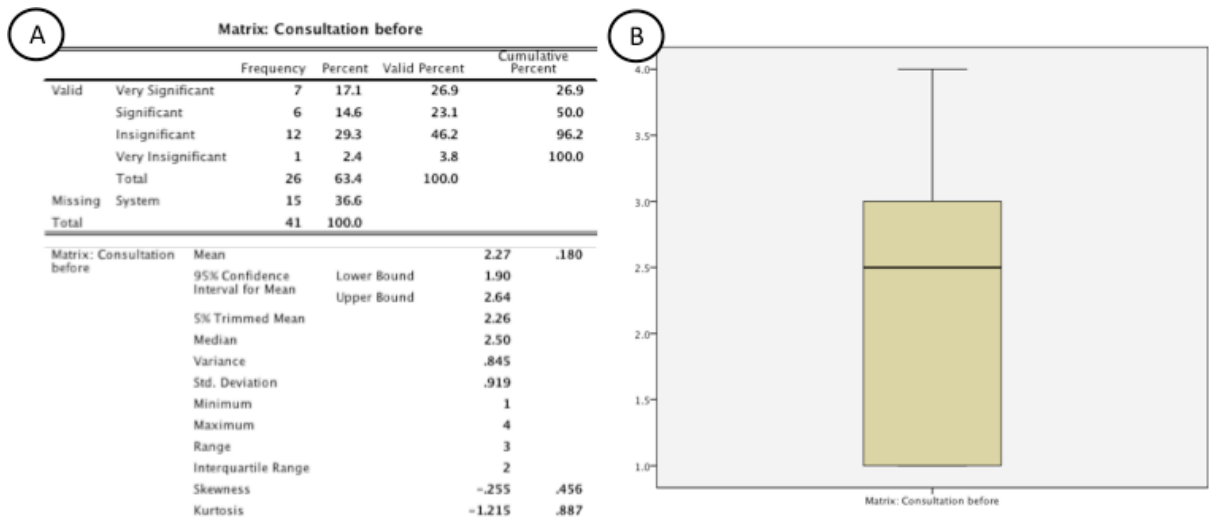 A
Matrix: Consultation before
Frequency Percent Valid Percent Cumulative Percent
Valid Very Significant 7 17.1 26.9 26.9
Significant 6 14.6 23.1 50.0
Insignificant 12 29.3 46.2 96.2
Very Insignificant 1 2.4 3.8 100.0
Total 26 63.4 100.0
Missing System 15 36.6
Total 41 100.0
Matrix: Consultation before Mean 2.27 .180
95% Confidence Interval for Mean Lower Bound 1.90
Upper Bound 2.64
5% Trimmed Mean 2.26
Median 2.50
Variance .845
Std. Deviation .919
Minimum 1
Maximum 4
Range 3
Interquartile Range 2
Skewness -.255 .456
Kurtosis -1.215 .887
B
4.0
3.5
3.0
2.5
2.0
1.5
1.0
Matrix: Consultation before